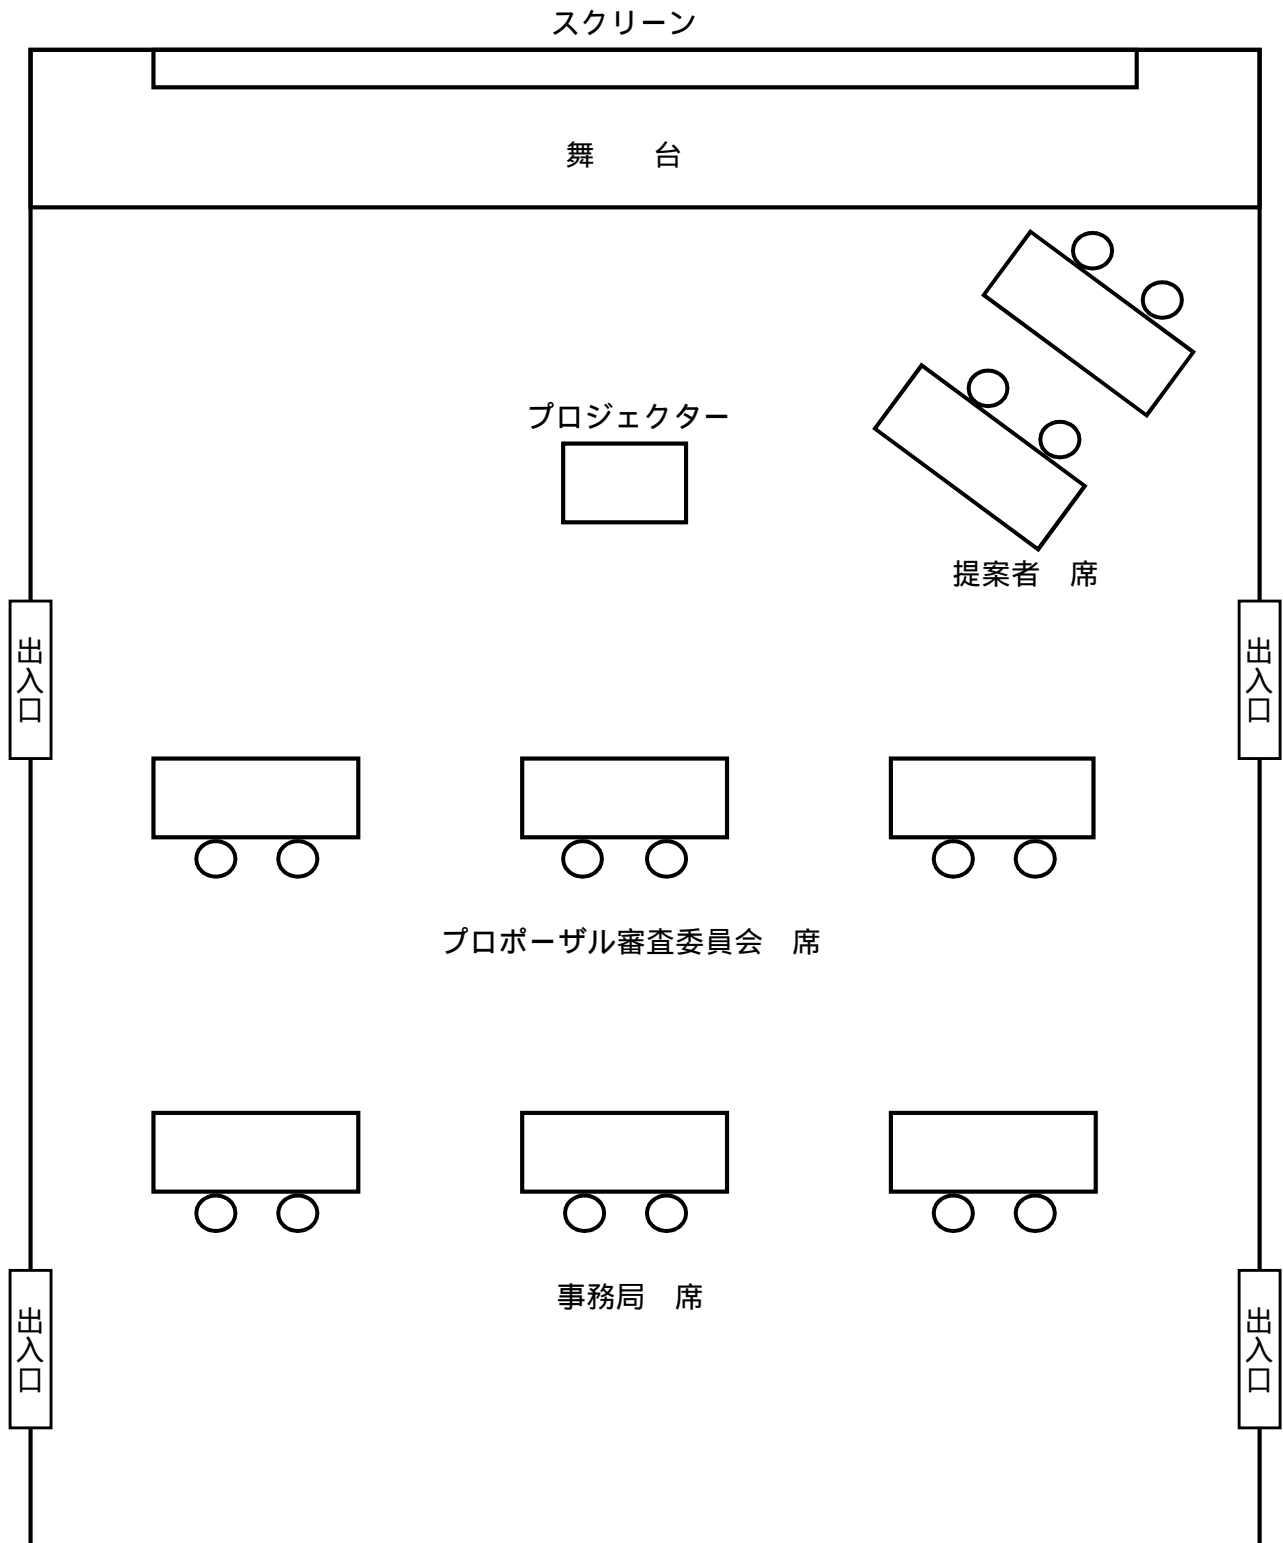 スクリーン
舞　　台
プロジェクター
提案者　席
出入口
出入口
プロポーザル審査委員会　席
事務局　席
出入口
出入口